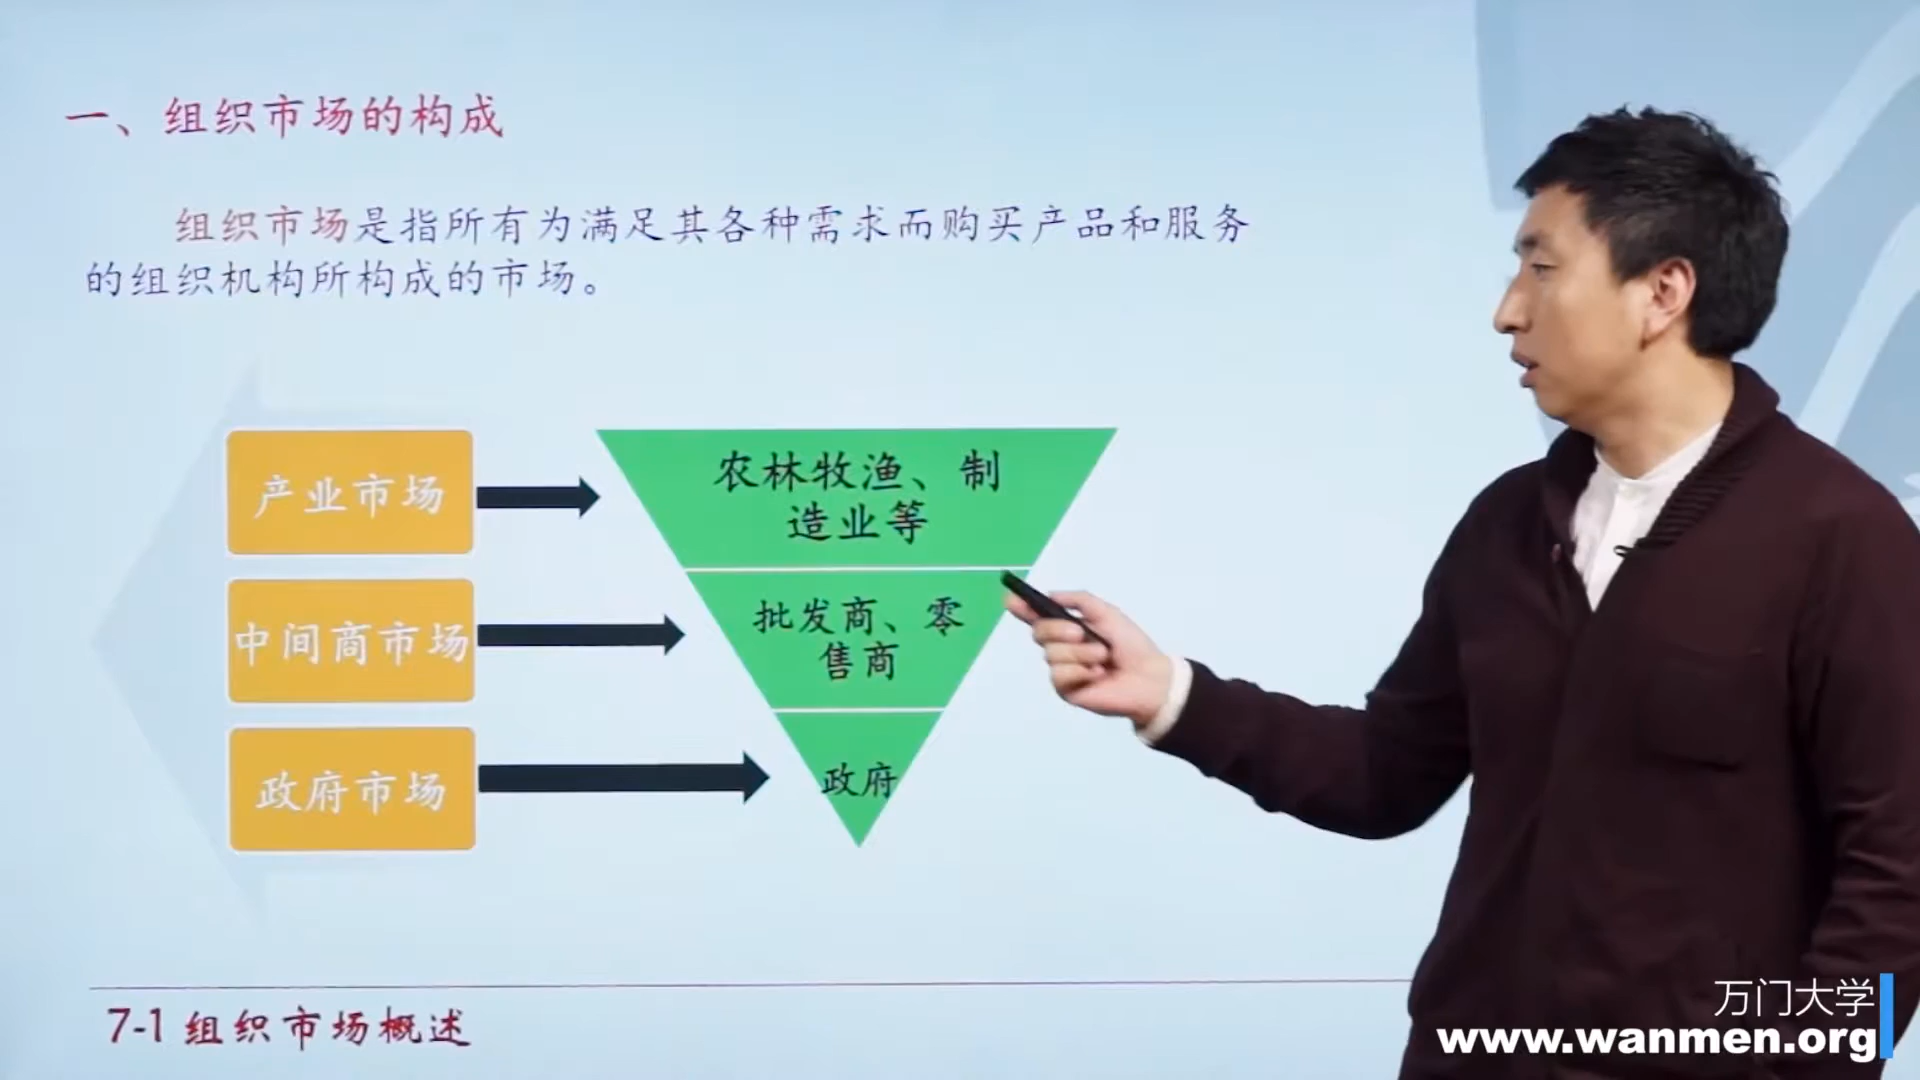 一、组织市场的构成
组织市场是指所有为满足其各种需求而购买产品和服务
的组织机构所构成的市场。
产业市场
农林牧渔、制
造业等
中间商市场
批发商、零
售商
政府市场
政府
7-1 组织市场概述
万门大学
www.wanmen.org